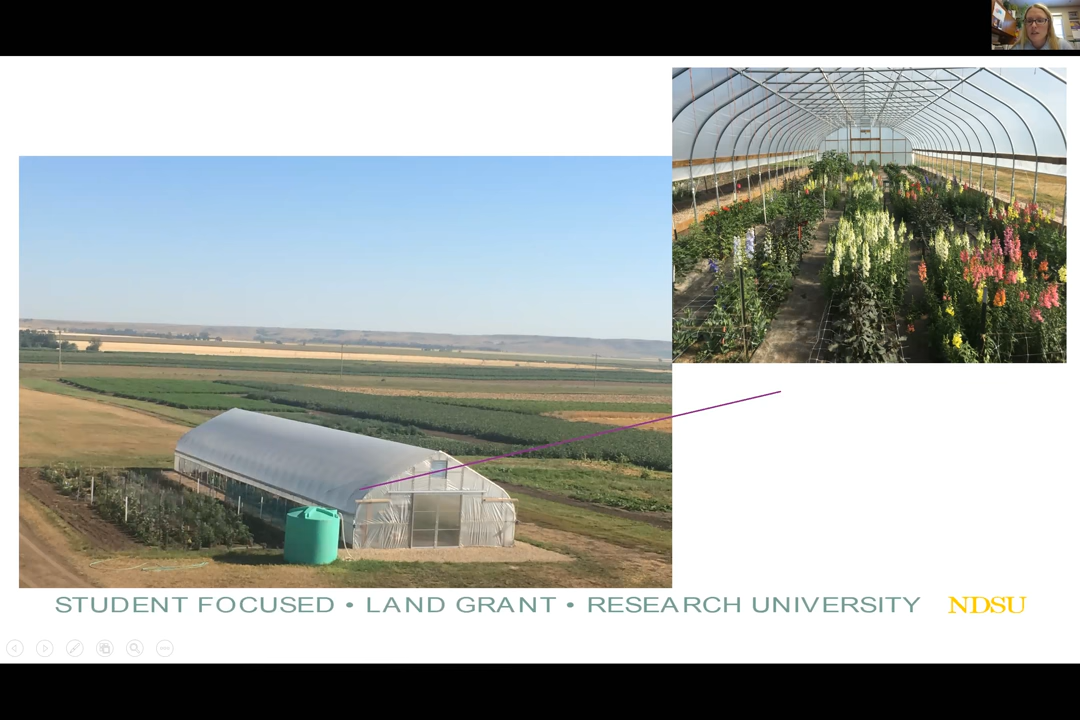 STUDENT FOCUSED • LAND GRANT • RESEARCH UNIVERSITY NDSU